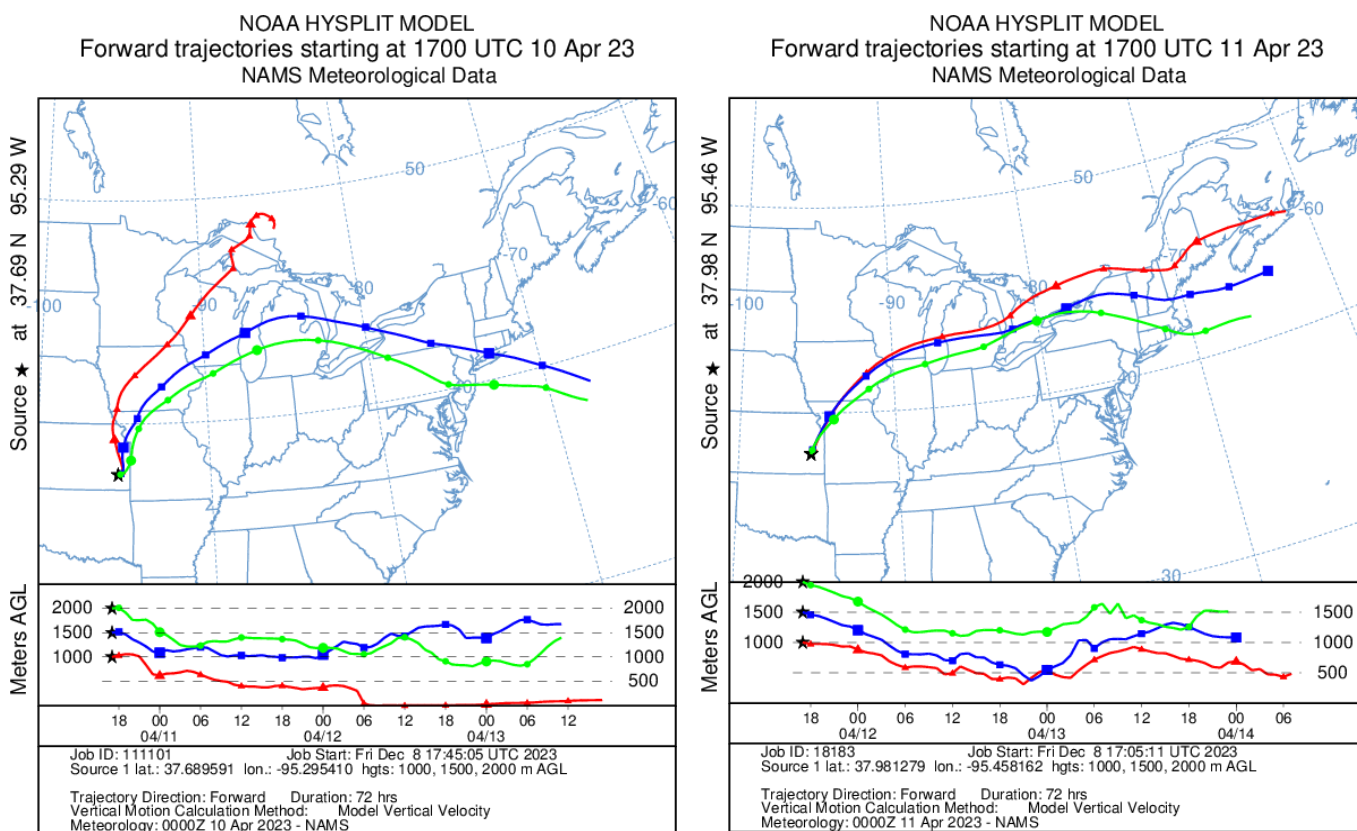 NOAA HYSPLIT MODEL
Forward trajectories starting at 1700 UTC 10 Apr 23
NAMS Meteorological Data
Source ★ at 37.69 N 95.29 W
50
-60
-70
-80
-90
-100
40
Meters AGL
2000
1500
1000
2000
1500
1000
500
18 00 06 12 18 00 06 12 18 00 06 12
04/11 04/12 04/13
Job ID: 111101 Job Start: Fri Dec 8 17:45:05 UTC 2023
Source 1 lat.: 37.689591 lon.: -95.295410 hgts: 1000, 1500, 2000 m AGL
Trajectory Direction: Forward Duration: 72 hrs
Vertical Motion Calculation Method: Model Vertical Velocity
Meteorology: 0000Z 10 Apr 2023 - NAMS
NOAA HYSPLIT MODEL
Forward trajectories starting at 1700 UTC 11 Apr 23
NAMS Meteorological Data
Source ★ at 37.98 N 95.46 W
50
-60
-70
-80
-90
-100
40
-30
Meters AGL
2000
1500
1000
1500
1000
500
18 00 06 12 18 00 06 12 18 00 06
04/12 04/13 04/14
Job ID: 18183 Job Start: Fri Dec 8 17:05:11 UTC 2023
Source 1 lat.: 37.981279 lon.: -95.458162 hgts: 1000, 1500, 2000 m AGL
Trajectory Direction: Forward Duration: 72 hrs
Vertical Motion Calculation Method: Model Vertical Velocity
Meteorology: 0000Z 11 Apr 2023 - NAMS